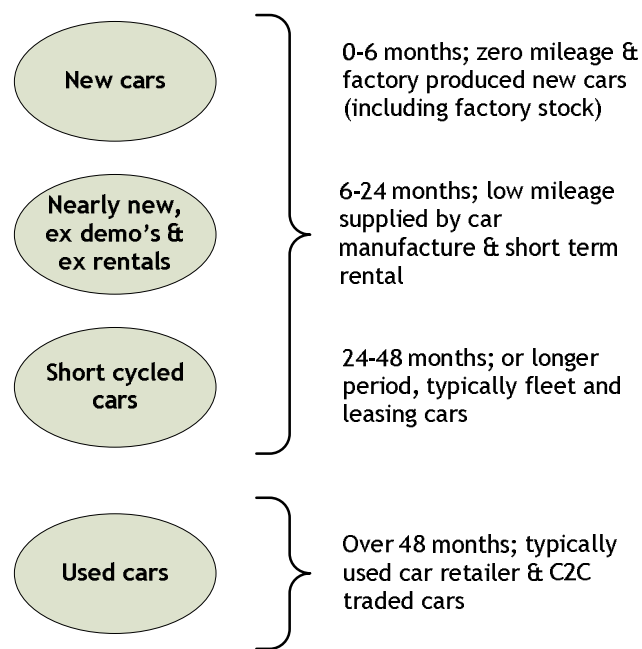 New cars
0-6 months; zero mileage &
factory produced new cars
(including factory stock)
Nearly new,
ex demo's &
ex rentals
6-24 months; low mileage
supplied by car
manufacture & short term
rental
Short cycled
cars
24-48 months; or longer
period, typically fleet and
leasing cars
Used cars
Over 48 months; typically
used car retailer & C2C
traded cars